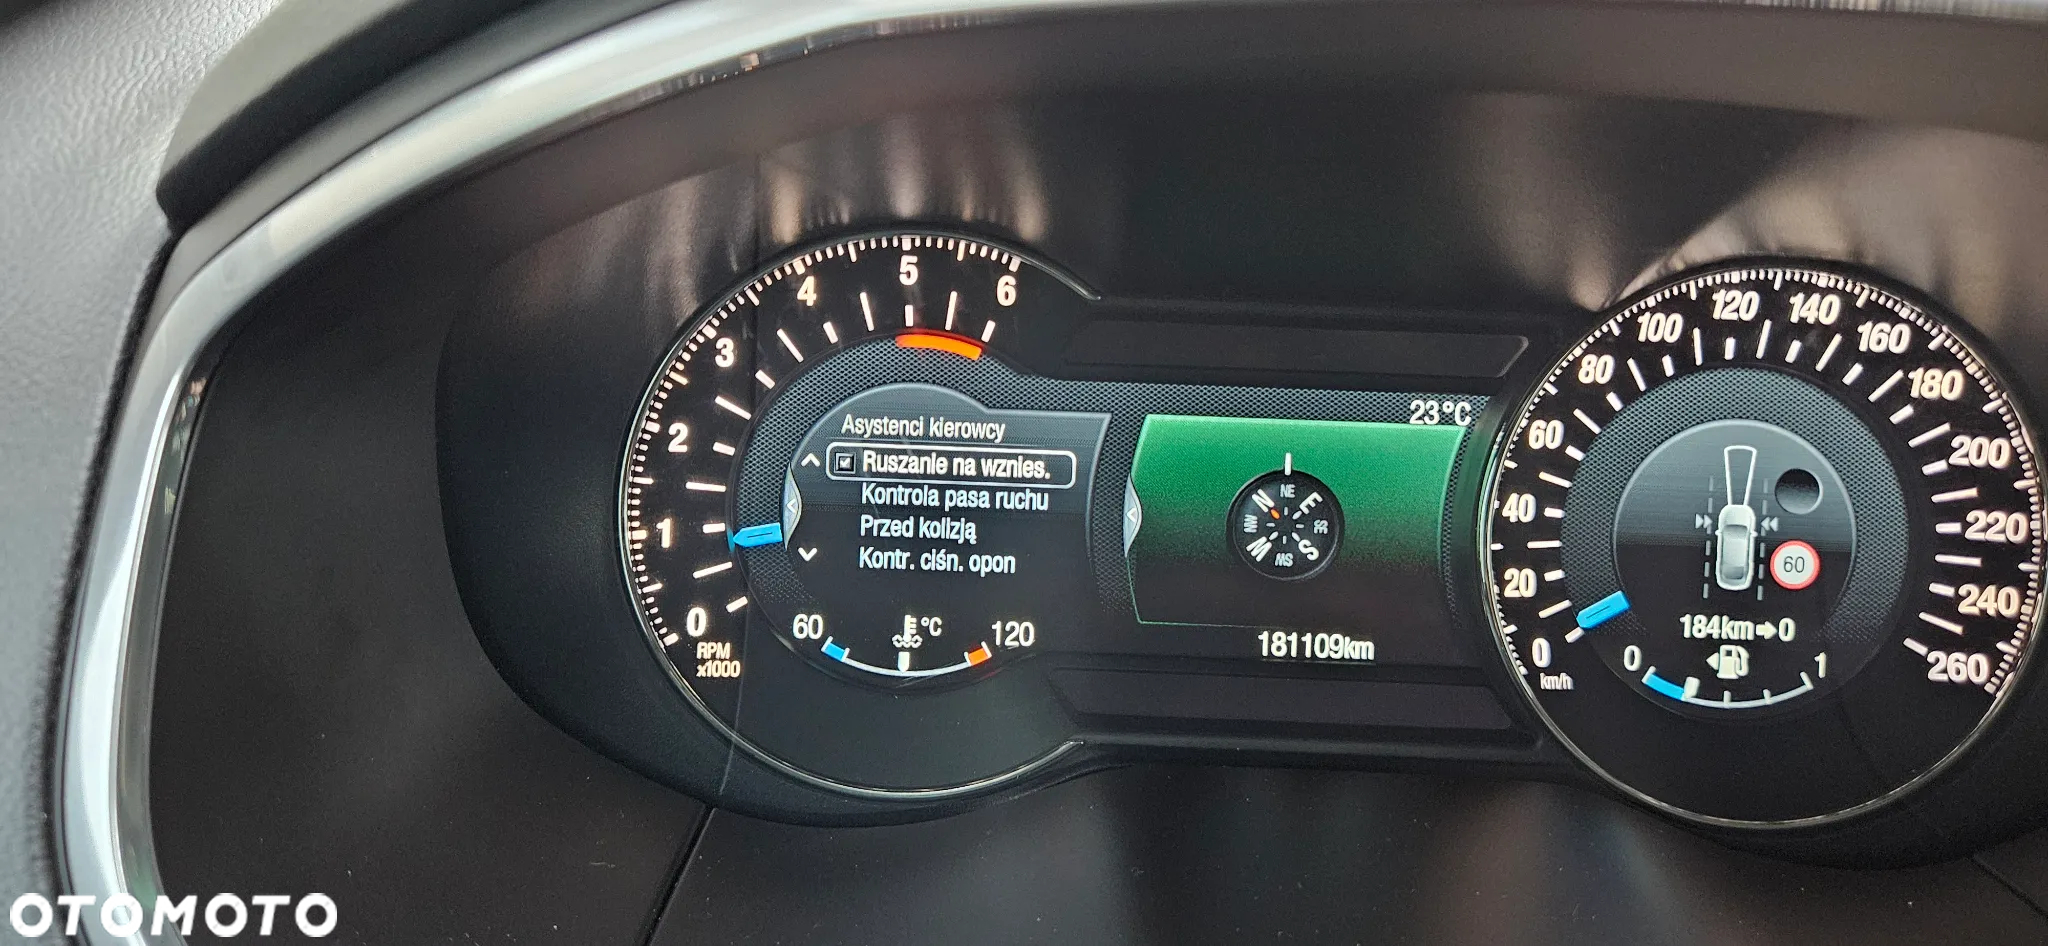 0
1
2
3
4
5
6
RPM
x1000
Asystenci kierowcy
Ruszanie na wznies.
Kontrola pasa ruchu
Przed kolizją
Kontr. ciśn. opon
60
°C
120
23°C
N
NE
E
SE
S
SW
W
NW
181109km
0
20
40
60
80
100
120
140
160
180
200
220
240
260
km/h
60
184km➔0
0
1
OTOMOTO